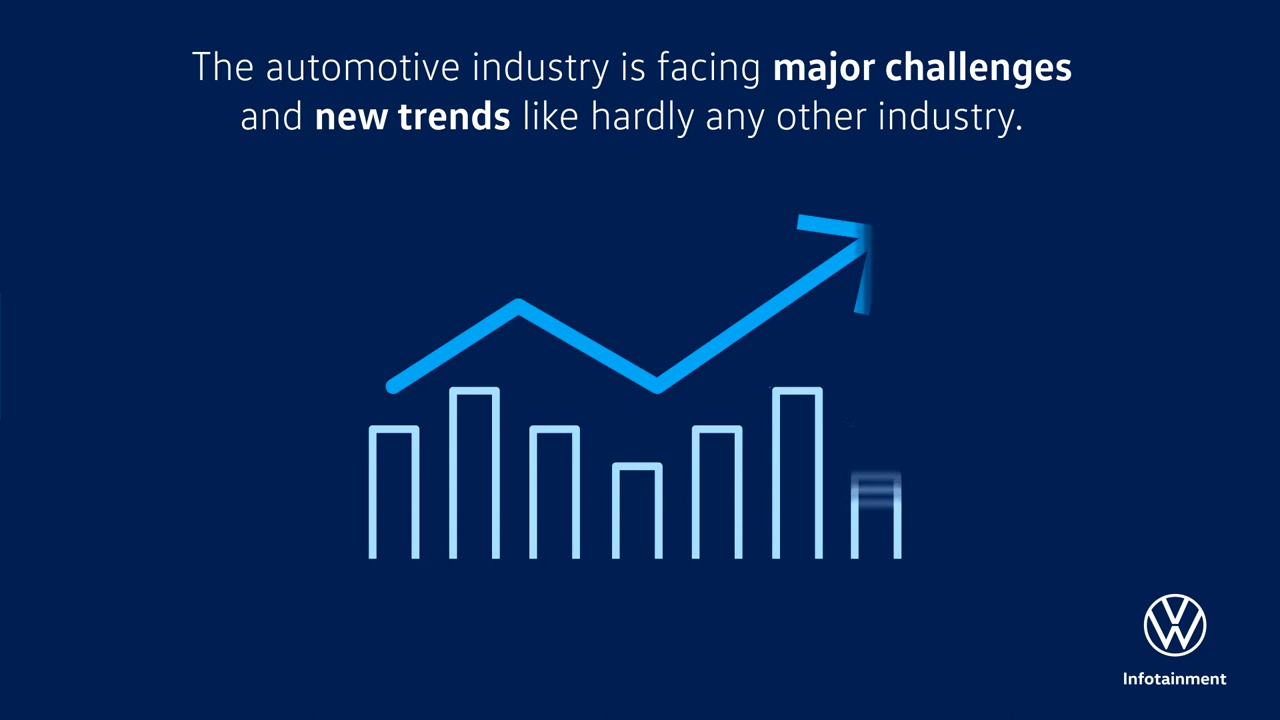 The automotive industry is facing major challenges
and new trends like hardly any other industry.
Infotainment